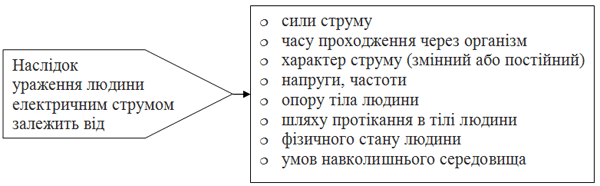 Наслідок
ураження людини
електричним струмом
залежить від
сили струму
часу проходження через організм
характер струму (змінний або постійний)
напруги, частоти
опору тіла людини
шляху протікання в тілі людини
фізичного стану людини
умов навколишнього середовища